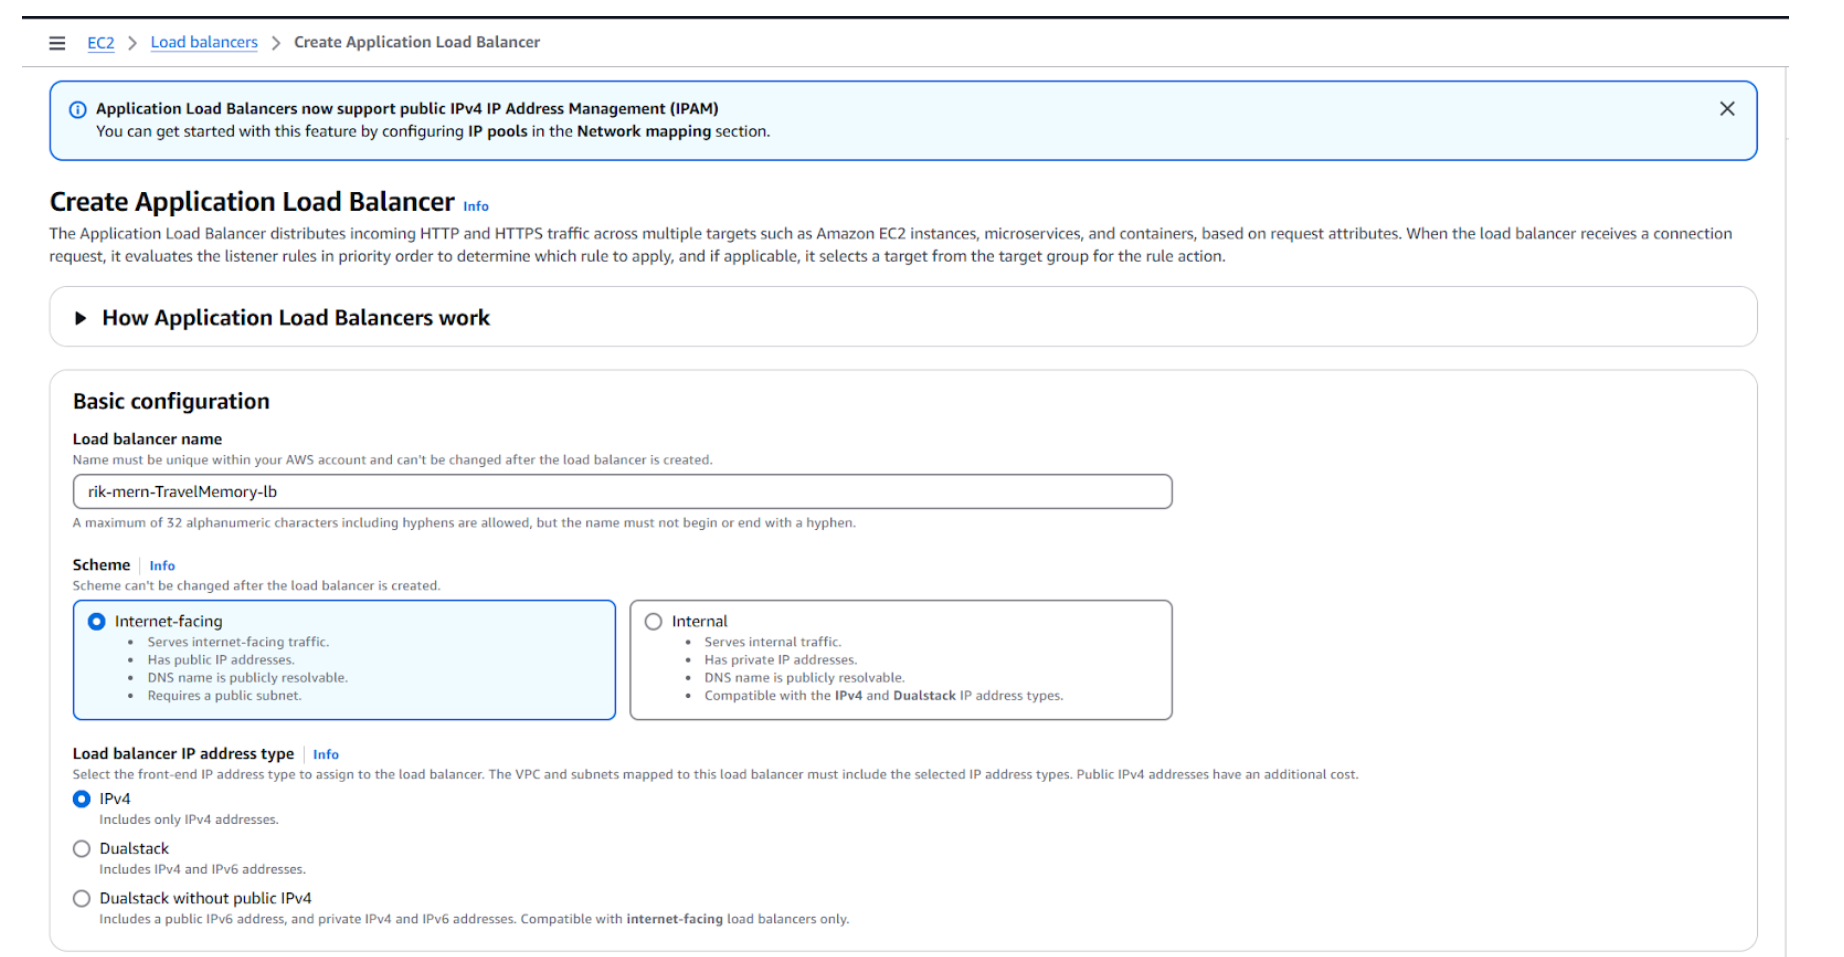 EC2 > Load balancers > Create Application Load Balancer
Application Load Balancers now support public IPv4 IP Address Management (IPAM)
You can get started with this feature by configuring IP pools in the Network mapping section.
Create Application Load Balancer Info
The Application Load Balancer distributes incoming HTTP and HTTPS traffic across multiple targets such as Amazon EC2 instances, microservices, and containers, based on request attributes. When the load balancer receives a connection
request, it evaluates the listener rules in priority order to determine which rule to apply, and if applicable, it selects a target from the target group for the rule action.
How Application Load Balancers work
Basic configuration
Load balancer name
Name must be unique within your AWS account and can't be changed after the load balancer is created.
rik-mern-TravelMemory-lb
A maximum of 32 alphanumeric characters including hyphens are allowed, but the name must not begin or end with a hyphen.
Scheme Info
Scheme can't be changed after the load balancer is created.
Internet-facing
• Serves internet-facing traffic.
• Has public IP addresses.
• DNS name is publicly resolvable.
• Requires a public subnet.
Internal
• Serves internal traffic.
• Has private IP addresses.
• DNS name is publicly resolvable.
• Compatible with the IPv4 and Dualstack IP address types.
Load balancer IP address type Info
Select the front-end IP address type to assign to the load balancer. The VPC and subnets mapped to this load balancer must include the selected IP address types. Public IPv4 addresses have an additional cost.
IPv4
Includes only IPv4 addresses.
Dualstack
Includes IPv4 and IPv6 addresses.
Dualstack without public IPv4
Includes a public IPv6 address, and private IPv4 and IPv6 addresses. Compatible with internet-facing load balancers only.